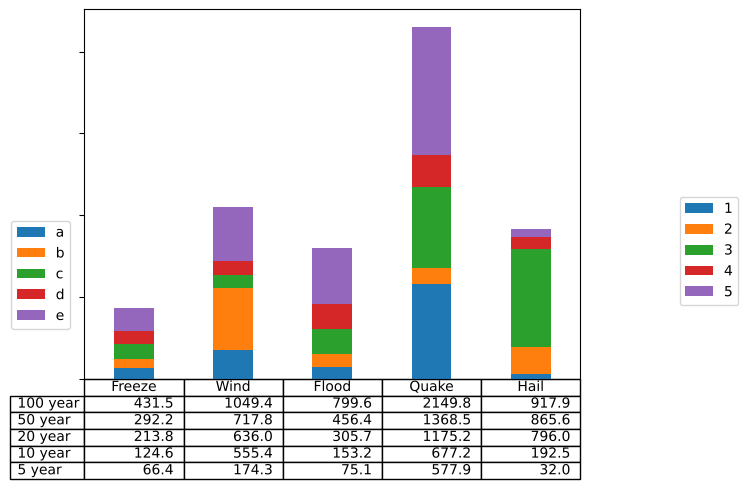 a
b
c
d
e
1
2
3
4
5
Freeze Wind Flood Quake Hail
100 year 431.5 1049.4 799.6 2149.8 917.9
50 year 292.2 717.8 456.4 1368.5 865.6
20 year 213.8 636.0 305.7 1175.2 796.0
10 year 124.6 555.4 153.2 677.2 192.5
5 year 66.4 174.3 75.1 577.9 32.0